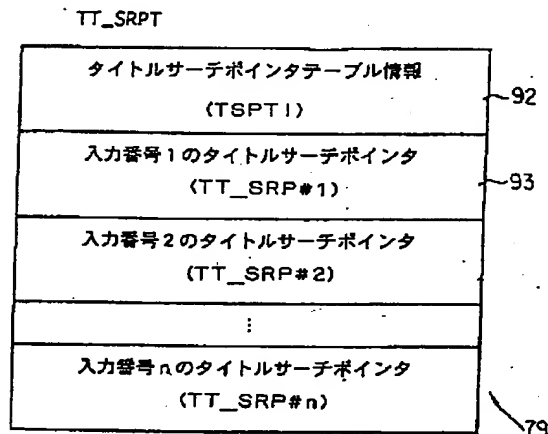 TT_SRPT
タイトルサーチポインタテーブル情報
(TSPTI)
92
入力番号1のタイトルサーチポインタ
(TT_SRP#1)
93
入力番号2のタイトルサーチポインタ
(TT_SRP#2)
⋮
入力番号nのタイトルサーチポインタ
(TT_SRP#n)
79